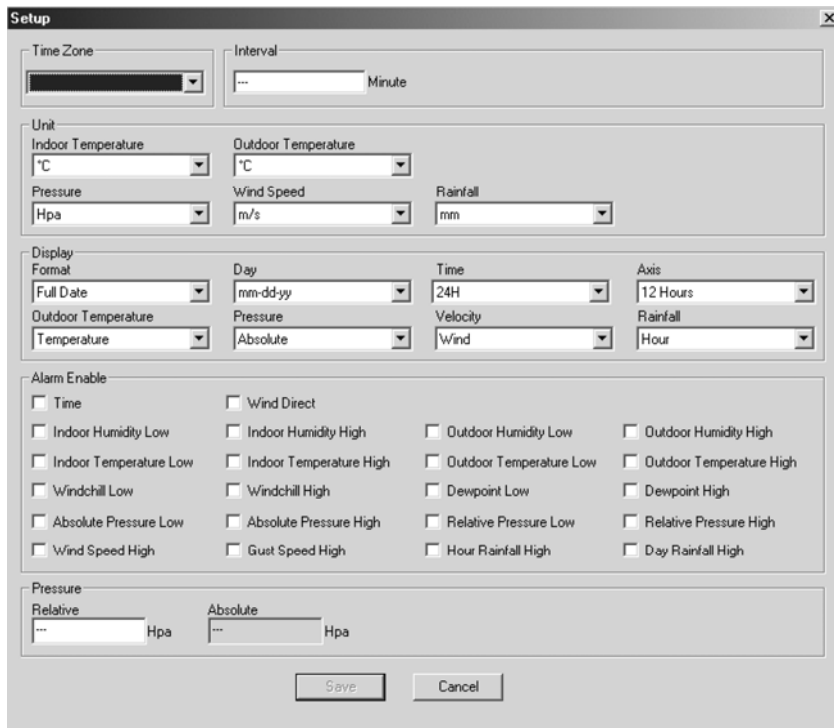 Setup
Time Zone Interval
--- Minute
Unit
Indoor Temperature Outdoor Temperature
°C °C
Pressure Wind Speed Rainfall
Hpa m/s mm
Display
Format Day Time Axis
Full Date mm-dd-yy 24H 12 Hours
Outdoor Temperature Pressure Velocity Rainfall
Temperature Absolute Wind Hour
Alarm Enable
Time Wind Direct
Indoor Humidity Low Indoor Humidity High Outdoor Humidity Low Outdoor Humidity High
Indoor Temperature Low Indoor Temperature High Outdoor Temperature Low Outdoor Temperature High
Windchill Low Windchill High Dewpoint Low Dewpoint High
Absolute Pressure Low Absolute Pressure High Relative Pressure Low Relative Pressure High
Wind Speed High Gust Speed High Hour Rainfall High Day Rainfall High
Pressure
Relative Absolute
--- Hpa --- Hpa
Save Cancel